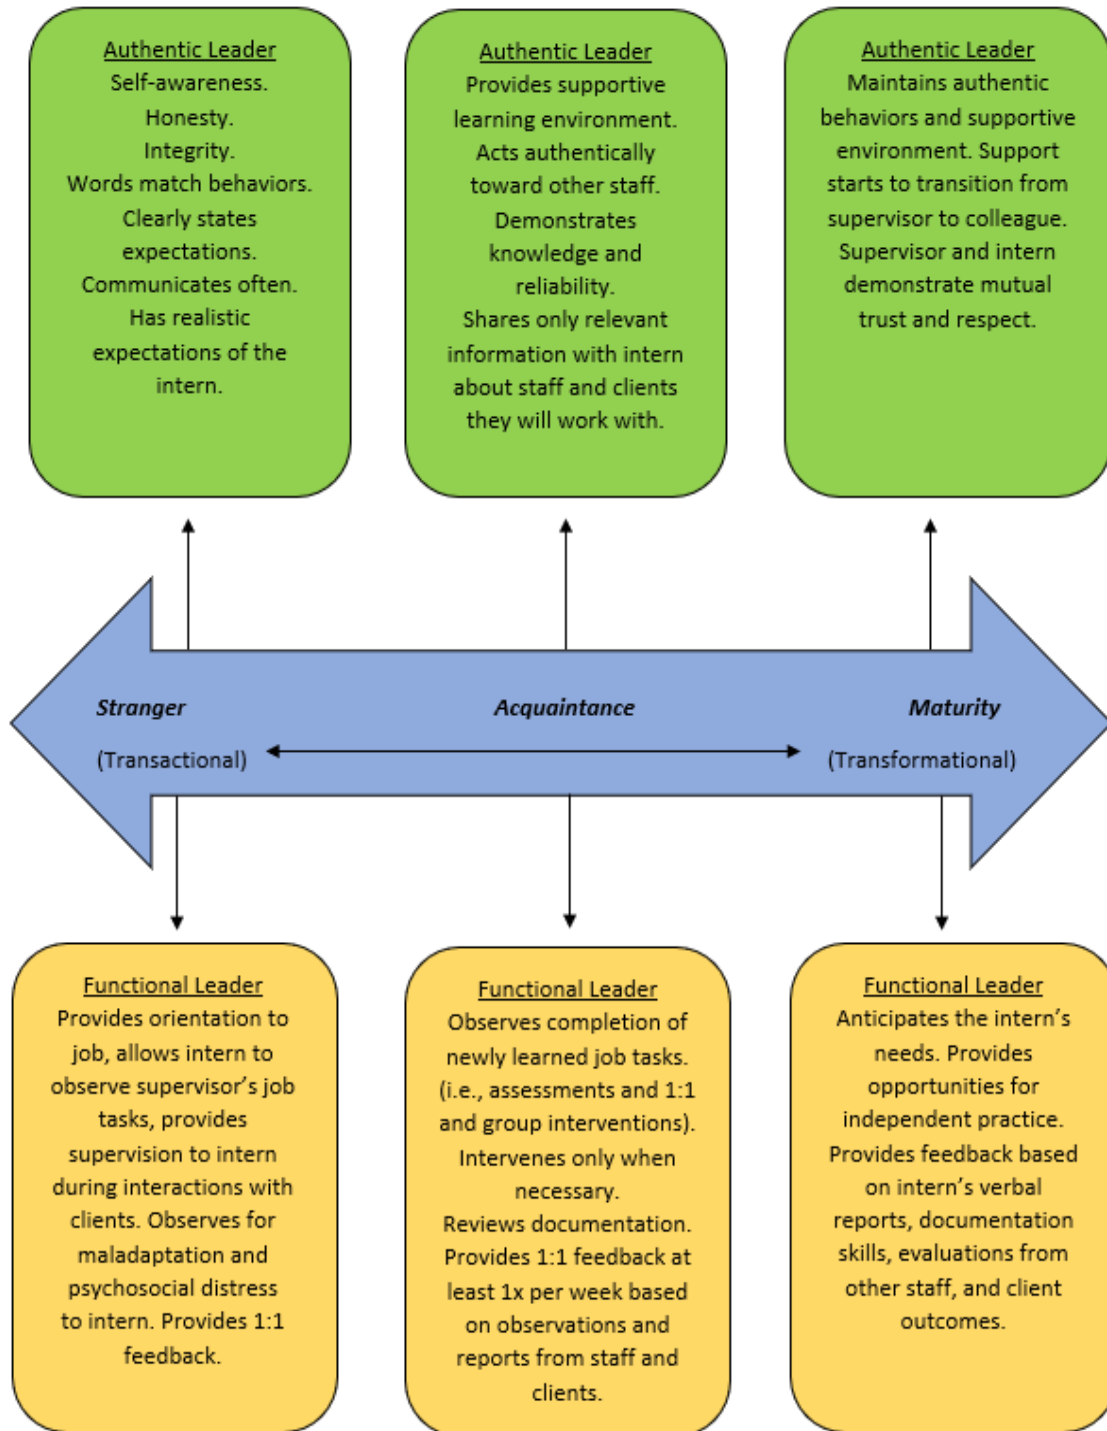 Authentic Leader
Self-awareness.
Honesty.
Integrity.
Words match behaviors.
Clearly states
expectations.
Communicates often.
Has realistic
expectations of the
intern.
Authentic Leader
Provides supportive
learning environment.
Acts authentically
toward other staff.
Demonstrates
knowledge and
reliability.
Shares only relevant
information with intern
about staff and clients
they will work with.
Authentic Leader
Maintains authentic
behaviors and supportive
environment. Support
starts to transition from
supervisor to colleague.
Supervisor and intern
demonstrate mutual
trust and respect.
Stranger
(Transactional)
Acquaintance
Maturity
(Transformational)
Functional Leader
Provides orientation to
job, allows intern to
observe supervisor’s job
tasks, provides
supervision to intern
during interactions with
clients. Observes for
maladaptation and
psychosocial distress
to intern. Provides 1:1
feedback.
Functional Leader
Observes completion of
newly learned job tasks.
(i.e., assessments and 1:1
and group interventions).
Intervenes only when
necessary.
Reviews documentation.
Provides 1:1 feedback at
least 1x per week based
on observations and
reports from staff and
clients.
Functional Leader
Anticipates the intern’s
needs. Provides
opportunities for
independent practice.
Provides feedback based
on intern’s verbal
reports, documentation
skills, evaluations from
other staff, and client
outcomes.